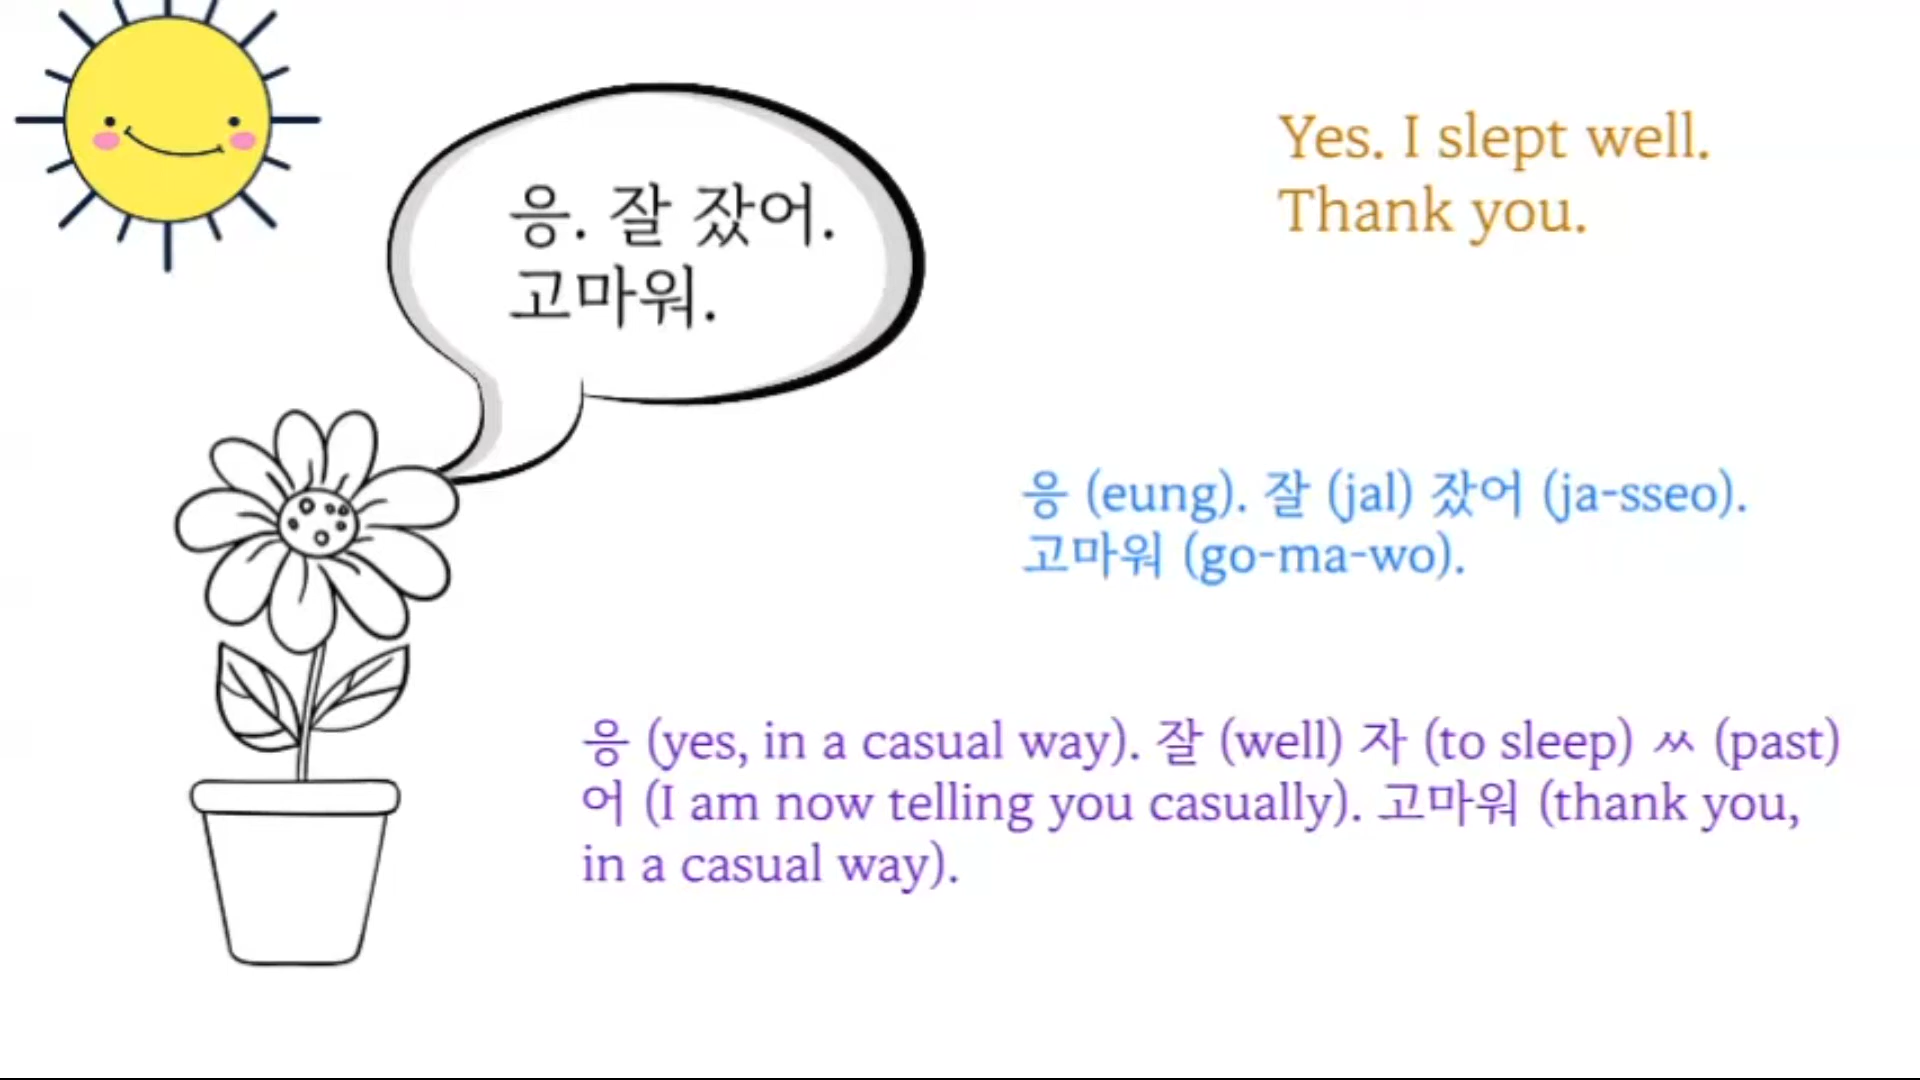 응. 잘 잤어.
고마워.
Yes. I slept well.
Thank you.
응 (eung). 잘 (jal) 잤어 (ja-sseo).
고마워 (go-ma-wo).
응 (yes, in a casual way). 잘 (well) 자 (to sleep) ㅆ (past)
어 (I am now telling you casually). 고마워 (thank you,
in a casual way).